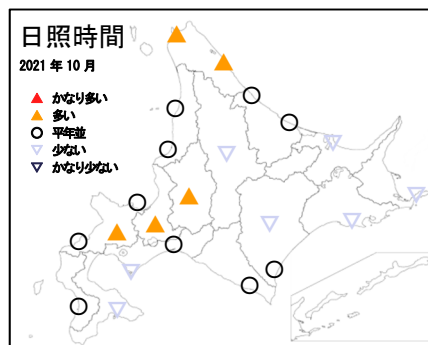 日照時間
2021 年 10 月
かなり多い
多い
平年並
少ない
かなり少ない